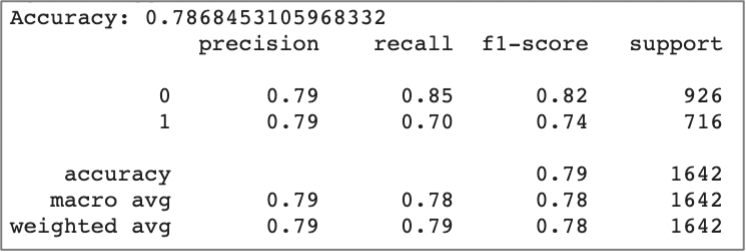 Accuracy: 0.7868453105968332
precision recall f1-score support
0 0.79 0.85 0.82 926
1 0.79 0.70 0.74 716
accuracy 0.79 1642
macro avg 0.79 0.78 0.78 1642
weighted avg 0.79 0.79 0.78 1642